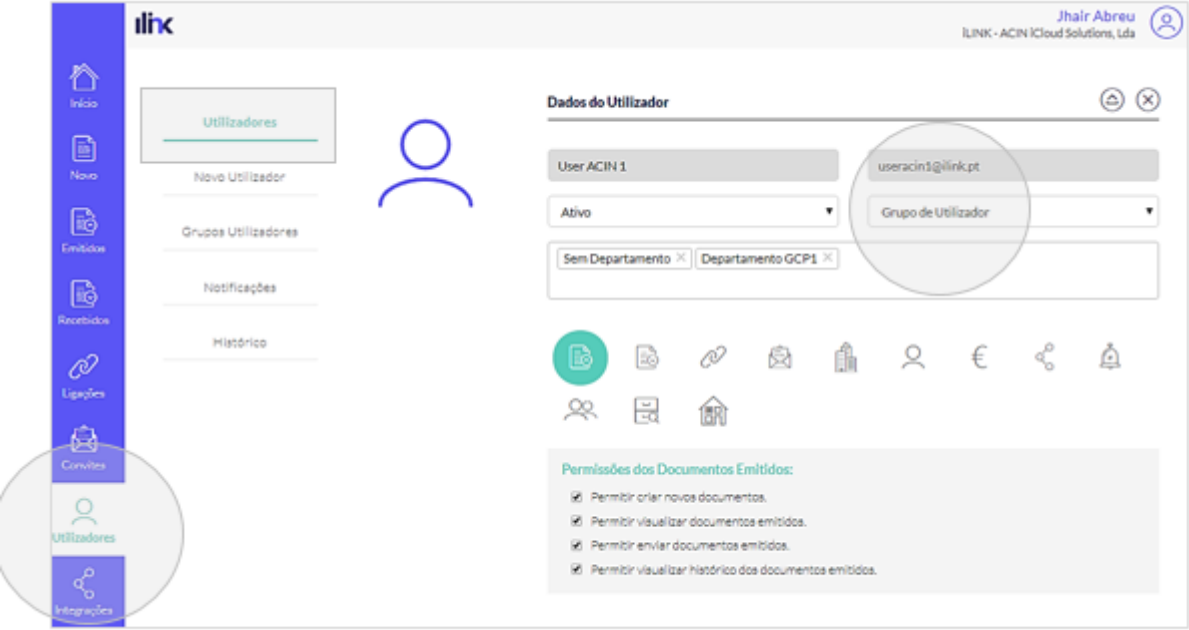 ilink
Jhair Abreu
iLINK - ACIN iCloud Solutions, Lda
Início
Novo
Emitidos
Recebidos
Ligações
Convites
Utilizadores
Integrações
Utilizadores
Novo Utilizador
Grupos Utilizadores
Notificações
Histórico
Dados do Utilizador
User ACIN 1
useracin1@ilink.pt
Ativo
Grupo de Utilizador
Sem Departamento
Departamento GCP1
Permissões dos Documentos Emitidos:
Permitir criar novos documentos.
Permitir visualizar documentos emitidos.
Permitir enviar documentos emitidos.
Permitir visualizar histórico dos documentos emitidos.